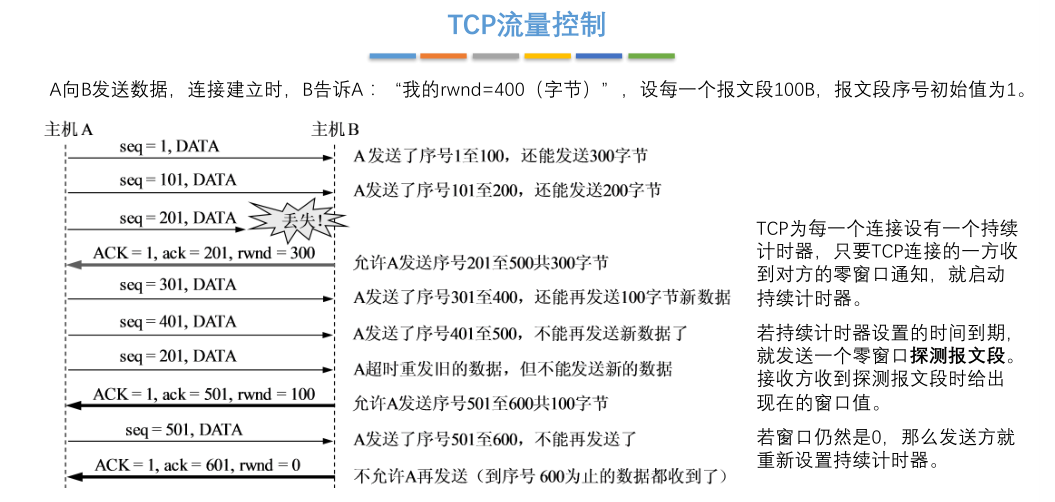 TCP流量控制
A向B发送数据，连接建立时，B告诉A：“我的rwnd=400（字节）”，设每一个报文段100B，报文段序号初始值为1。
主机A 主机B
seq = 1, DATA
A发送了序号1至100，还能发送300字节
seq = 101, DATA
A发送了序号101至200，还能发送200字节
seq = 201, DATA
丢失!
ACK = 1, ack = 201, rwnd = 300
允许A发送序号201至500共300字节
seq = 301, DATA
A发送了序号301至400，还能再发送100字节新数据
seq = 401, DATA
A发送了序号401至500，不能再发送新数据了
seq = 201, DATA
A超时重发旧的数据，但不能发送新的数据
ACK = 1, ack = 501, rwnd = 100
允许A发送序号501至600共100字节
seq = 501, DATA
A发送了序号501至600，不能再发送了
ACK = 1, ack = 601, rwnd = 0
不允许A再发送（到序号600为止的数据都收到了）
TCP为每一个连接设有一个持续
计时器，只要TCP连接的一方收
到对方的零窗口通知，就启动
持续计时器。
若持续计时器设置的时间到期，
就发送一个零窗口探测报文段。
接收方收到探测报文段时给出
现在的窗口值。
若窗口仍然是0，那么发送方就
重新设置持续计时器。